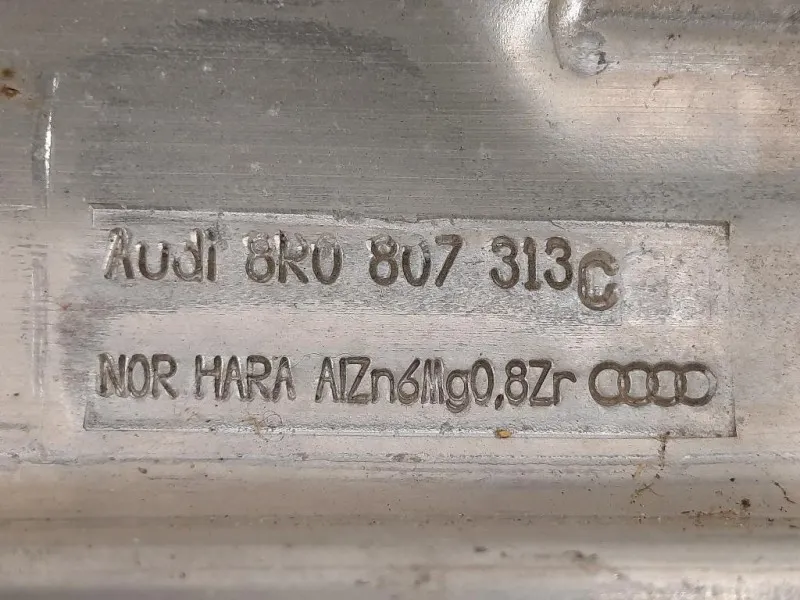 Audi 8R0 807 313C
NOR HARA AlZn6Mg0,8Zr